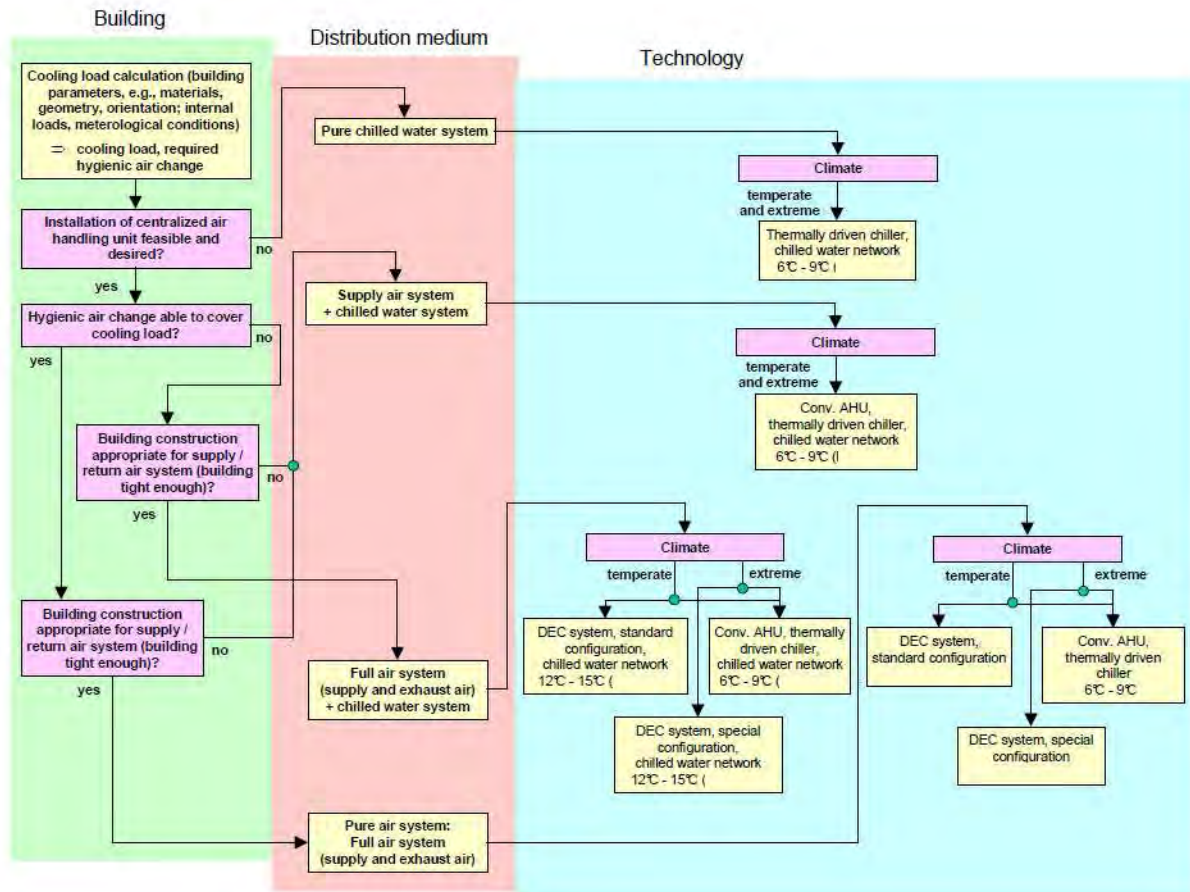 Building
Distribution medium
Technology
Cooling load calculation (building
parameters, e.g., materials,
geometry, orientation; internal
loads, meterological conditions)
= cooling load, required
hygienic air change
Installation of centralized air
handling unit feasible and
desired?
no
yes
Hygienic air change able to cover
cooling load?
no
yes
Building construction
appropriate for supply /
return air system (building
tight enough)?
no
yes
Building construction
appropriate for supply /
return air system (building
tight enough)?
no
yes
Pure chilled water system
Supply air system
+ chilled water system
Full air system
(supply and exhaust air)
+ chilled water system
Pure air system:
Full air system
(supply and exhaust air)
Climate
temperate
and extreme
Thermally driven chiller,
chilled water network
6°C - 9°C (
Climate
temperate
and extreme
Conv. AHU,
thermally driven chiller,
chilled water network
6°C - 9°C (
Climate
temperate
extreme
DEC system, standard
configuration,
chilled water network
12°C - 15°C (
Conv. AHU, thermally
driven chiller,
chilled water network
6°C - 9°C (
DEC system, special
configuration,
chilled water network
12°C - 15°C (
Climate
temperate
extreme
DEC system,
standard configuration
Conv. AHU,
thermally driven
chiller
6°C - 9°C
DEC system, special
configuration